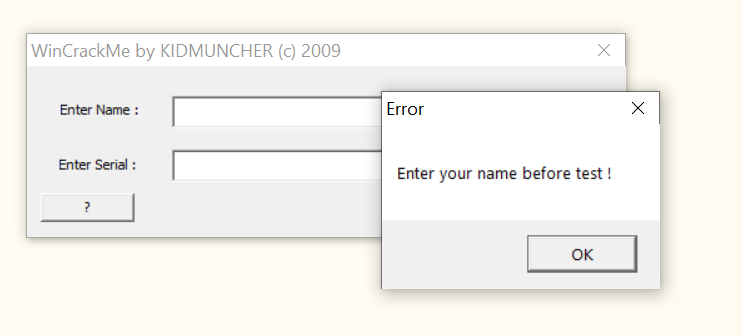 WinCrackMe by KIDMUNCHER (c) 2009
Enter Name :
Enter Serial :
?
Error
Enter your name before test !
OK